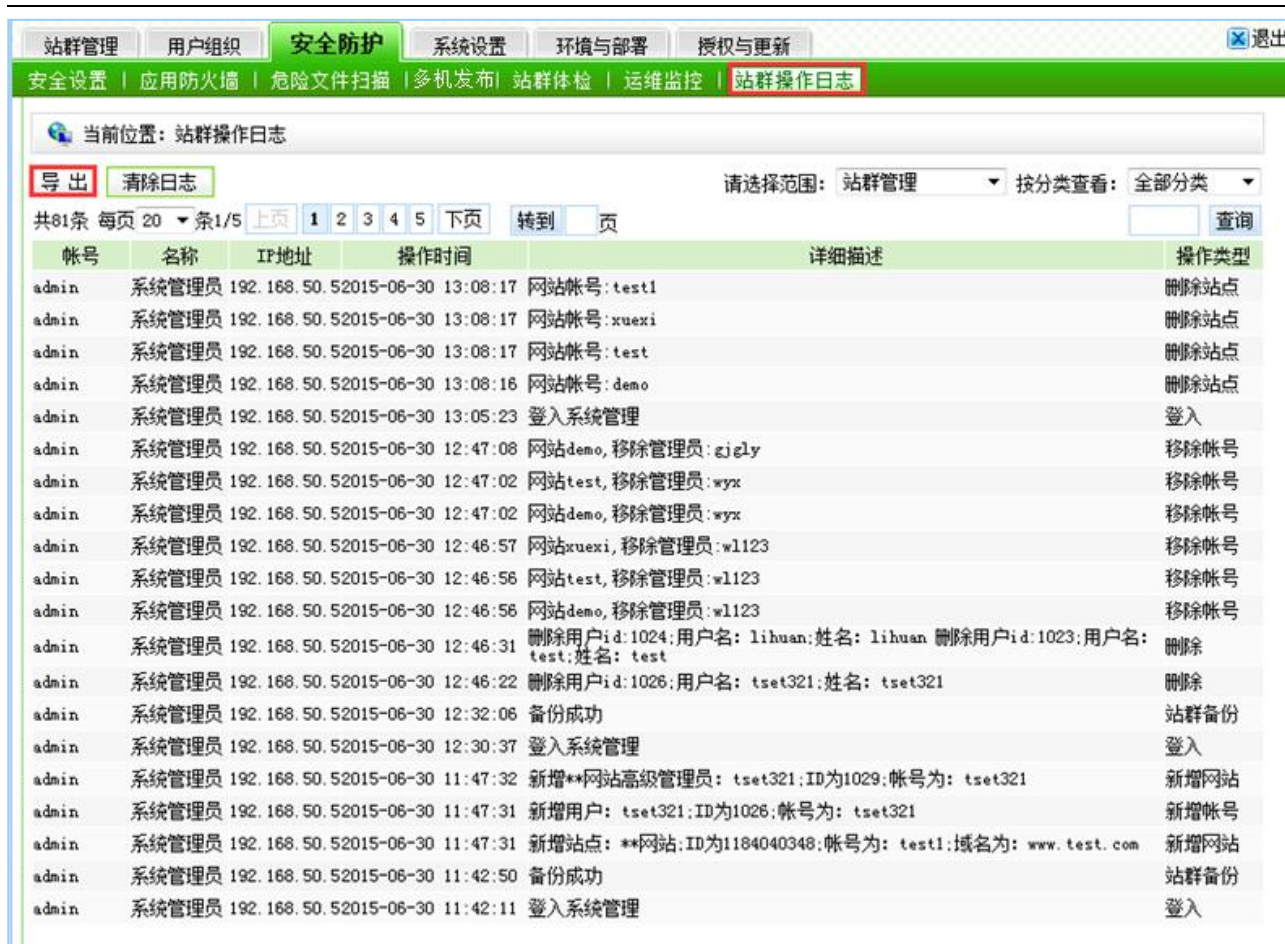 站群管理 用户组织 安全防护 系统设置 环境与部署 授权与更新 退出
安全设置 | 应用防火墙 | 危险文件扫描 |多机发布| 站群体检 | 运维监控 | 站群操作日志
当前位置：站群操作日志
导 出 清除日志 请选择范围：站群管理 按分类查看：全部分类
共81条 每页 20 条1/5 上页 1 2 3 4 5 下页 转到 页 查询
帐号 名称 IP地址 操作时间 详细描述 操作类型
admin 系统管理员 192.168.50.52015-06-30 13:08:17 网站帐号:test1 删除站点
admin 系统管理员 192.168.50.52015-06-30 13:08:17 网站帐号:xuexi 删除站点
admin 系统管理员 192.168.50.52015-06-30 13:08:17 网站帐号:test 删除站点
admin 系统管理员 192.168.50.52015-06-30 13:08:16 网站帐号:demo 删除站点
admin 系统管理员 192.168.50.52015-06-30 13:05:23 登入系统管理 登入
admin 系统管理员 192.168.50.52015-06-30 12:47:08 网站demo,移除管理员:gjgly 移除帐号
admin 系统管理员 192.168.50.52015-06-30 12:47:02 网站test,移除管理员:wyx 移除帐号
admin 系统管理员 192.168.50.52015-06-30 12:47:02 网站demo,移除管理员:wyx 移除帐号
admin 系统管理员 192.168.50.52015-06-30 12:46:57 网站xuexi,移除管理员:wl123 移除帐号
admin 系统管理员 192.168.50.52015-06-30 12:46:56 网站test,移除管理员:wl123 移除帐号
admin 系统管理员 192.168.50.52015-06-30 12:46:56 网站demo,移除管理员:wl123 移除帐号
admin 系统管理员 192.168.50.52015-06-30 12:46:31 删除用户id:1024;用户名：lihuan;姓名：lihuan 删除用户id:1023;用户名： 删除
test;姓名：test
admin 系统管理员 192.168.50.52015-06-30 12:46:22 删除用户id:1026;用户名：tset321;姓名：tset321 删除
admin 系统管理员 192.168.50.52015-06-30 12:32:06 备份成功 站群备份
admin 系统管理员 192.168.50.52015-06-30 12:30:37 登入系统管理 登入
admin 系统管理员 192.168.50.52015-06-30 11:47:32 新增**网站高级管理员：tset321;ID为1029;帐号为：tset321 新增网站
admin 系统管理员 192.168.50.52015-06-30 11:47:31 新增用户：tset321;ID为1026;帐号为：tset321 新增帐号
admin 系统管理员 192.168.50.52015-06-30 11:47:31 新增站点：**网站;ID为1184040348;帐号为：test1;域名为：www.test.com 新增网站
admin 系统管理员 192.168.50.52015-06-30 11:42:50 备份成功 站群备份
admin 系统管理员 192.168.50.52015-06-30 11:42:11 登入系统管理 登入